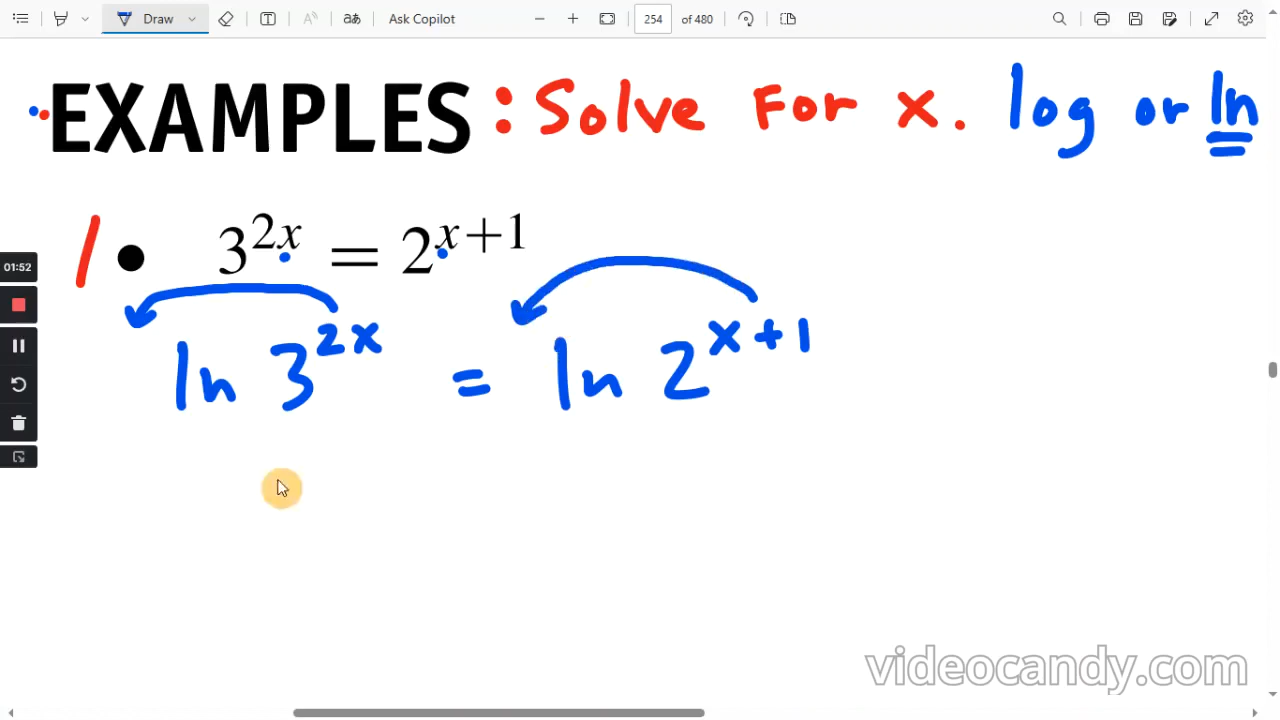 Draw Ask Copilot 254 of 480
EXAMPLES : Solve For x. log or ln
1 • 3^{2x} = 2^{x+1}
01:52
ln 3^{2x} = ln 2^{x+1}
videocandy.com